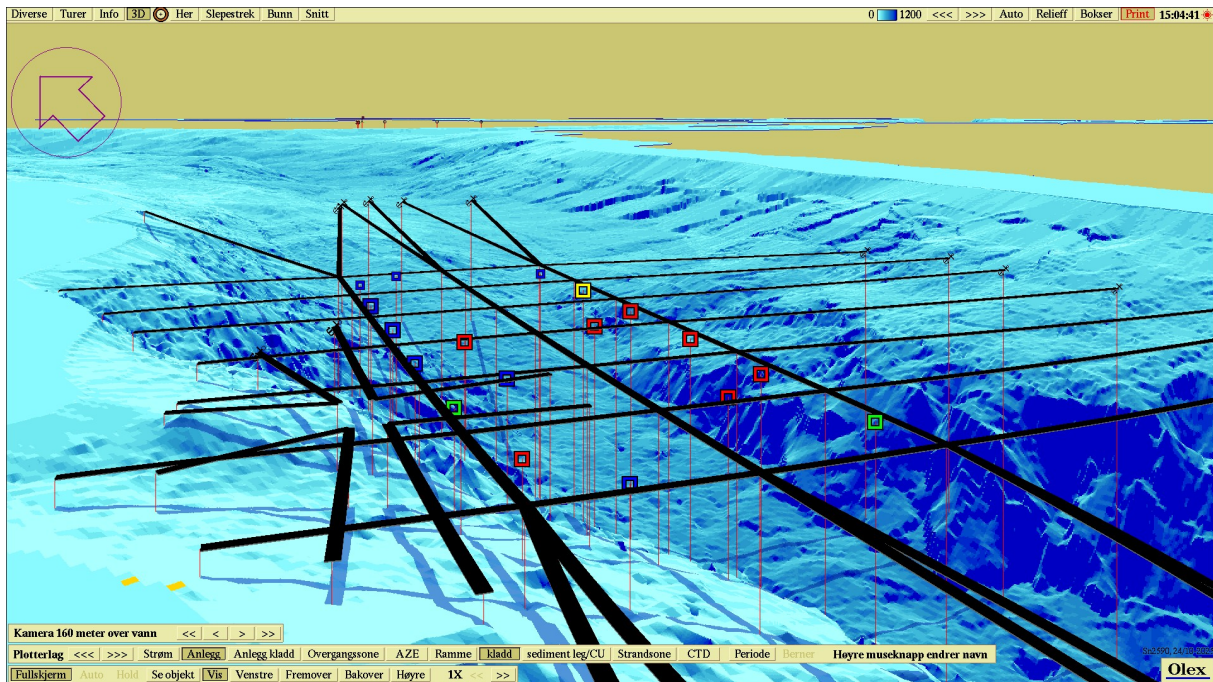 Diverse Turer Info 3D Her Slepestrek Bunn Snitt 0 1200 <<< >>> Auto Relieff Bokser Print 15:04:41
Kamera 160 meter over vann << < > >>
Plotterlag <<< >>> Strøm Anlegg Anlegg kladd Overgangssone AZE Ramme kladd sediment leg/CU Strandsone CTD Periode Berner Høyre museknapp endrer navn
Fullskjerm Auto Hold Se objekt Vis Venstre Fremover Bakover Høyre 1X << >>
Olex